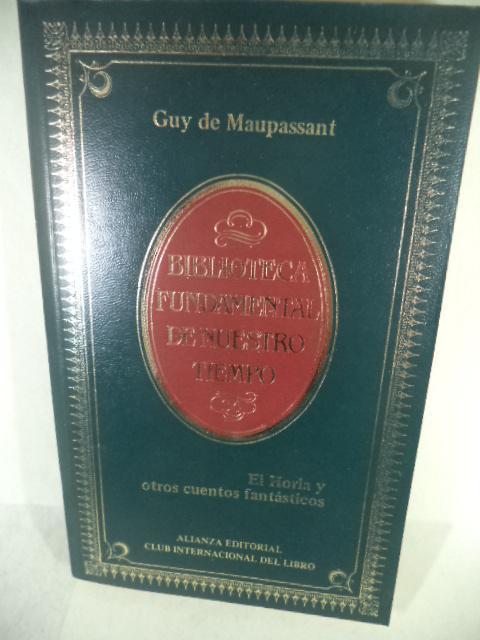 Guy de Maupassant
BIBLIOTECA
FUNDAMENTAL
DE NUESTRO
TIEMPO
El Horla y
otros cuentos fantásticos
ALIANZA EDITORIAL
CLUB INTERNACIONAL DEL LIBRO